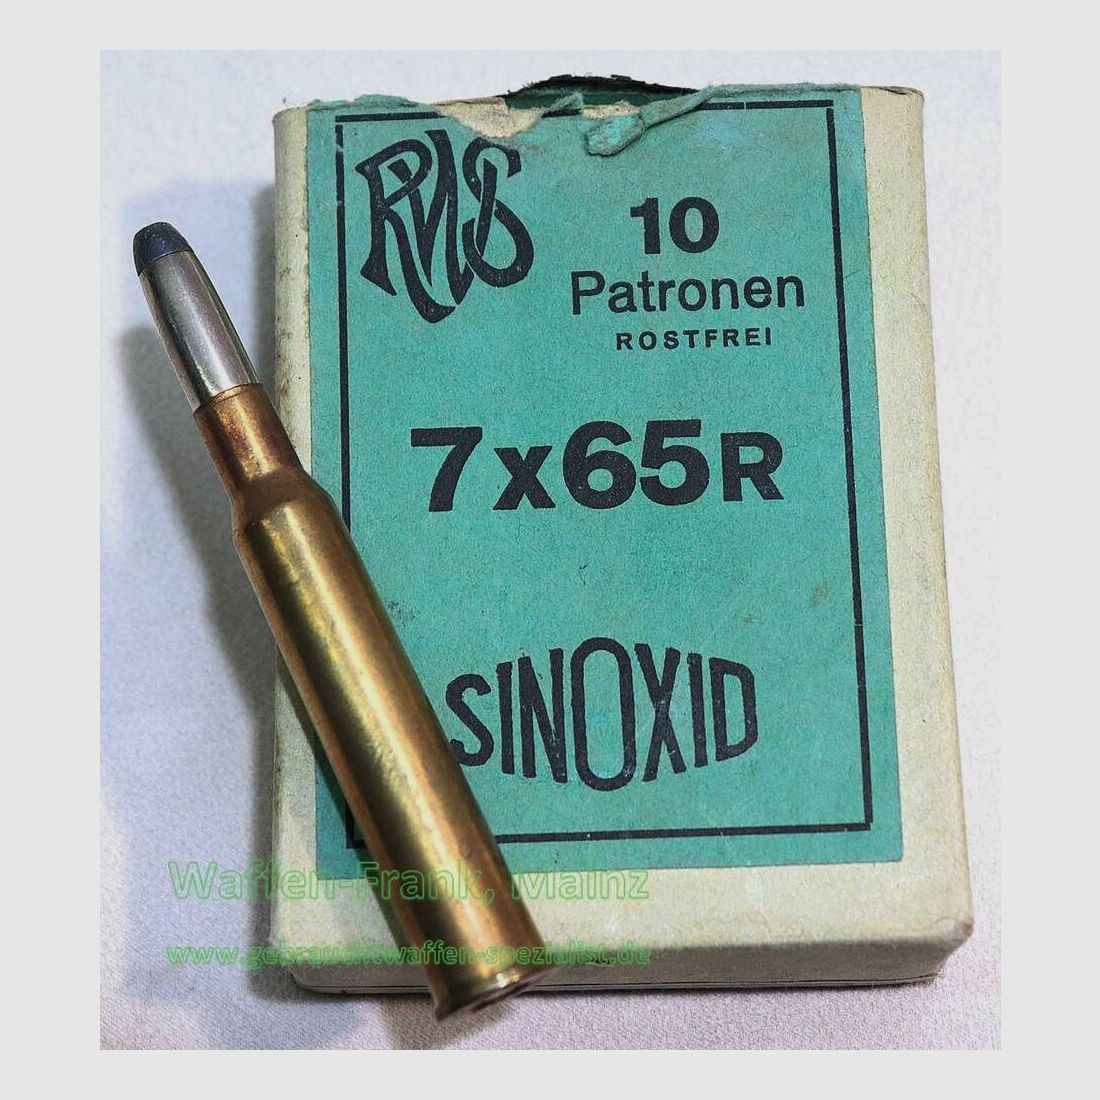 RWS
10
Patronen
ROSTFREI
7x65R
SINOXID
Waffen-Frank, Mainz
www.gebrauchtwaffen-spezialist.de